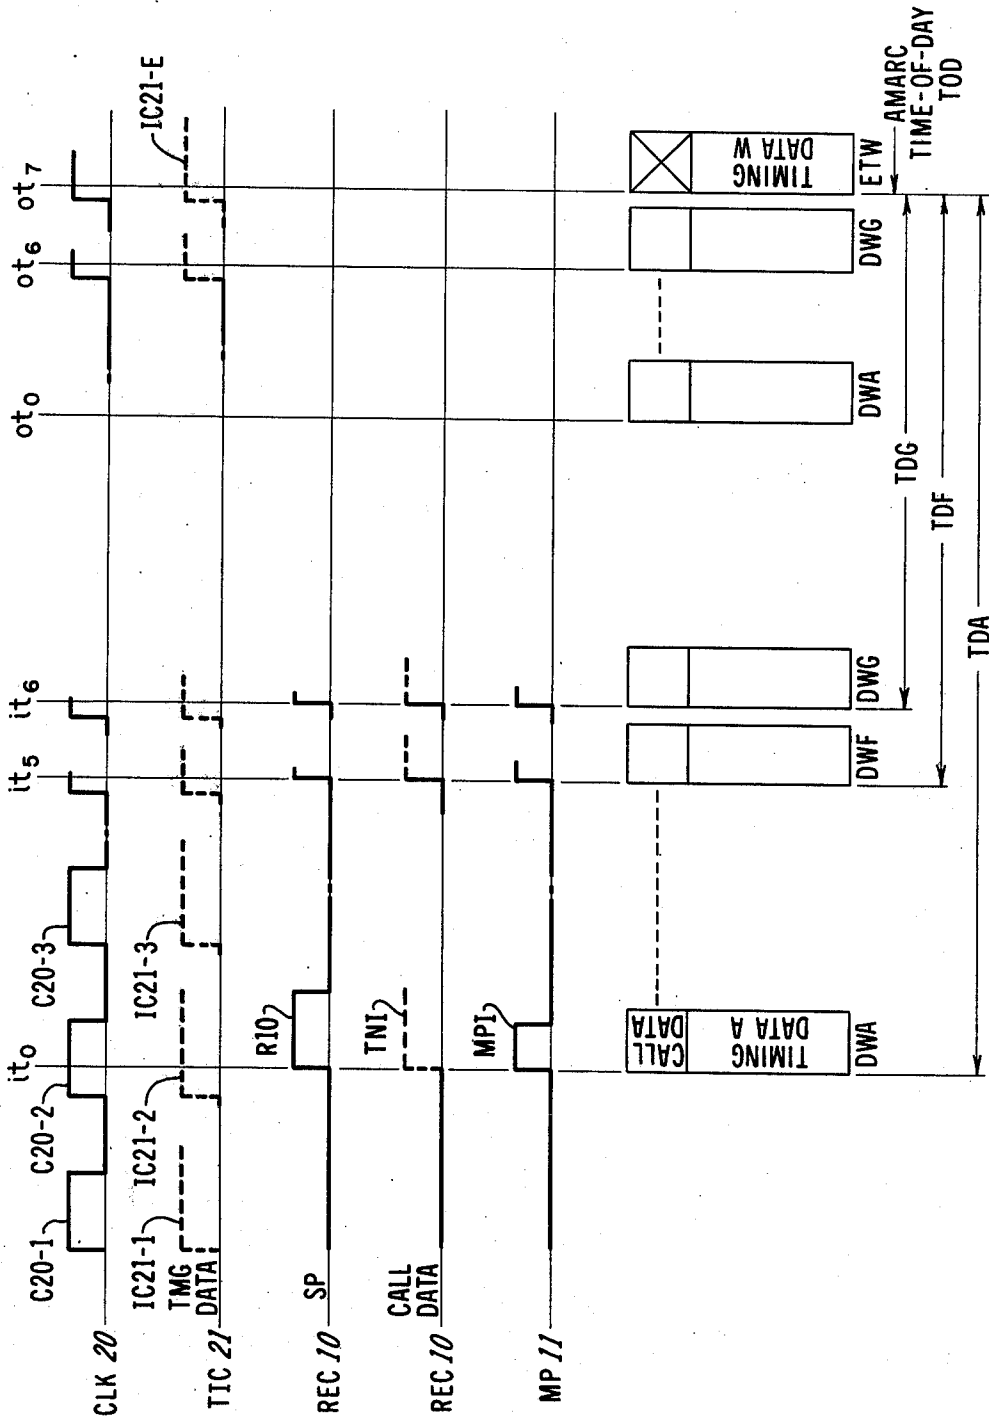 it0
it5
it6
ot0
ot6
ot7
CLK 20
C20-1
C20-2
C20-3
TIC 21
TMG
DATA
IC21-1
IC21-2
IC21-3
IC21-E
REC 10
SP
R10
REC 10
CALL
DATA
TNI
MP 11
MPI
CALL
DATA
TIMING
DATA A
DWA
DWF
DWG
DWA
DWG
TIMING
DATA W
ETW
TDG
AMARC
TIME-OF-DAY
TOD
TDF
TDA